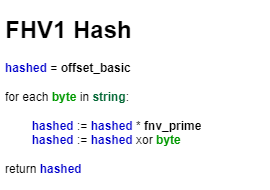 FHV1 Hash
hashed = offset_basic
for each byte in string:
hashed := hashed * fnv_prime
hashed := hashed xor byte
return hashed